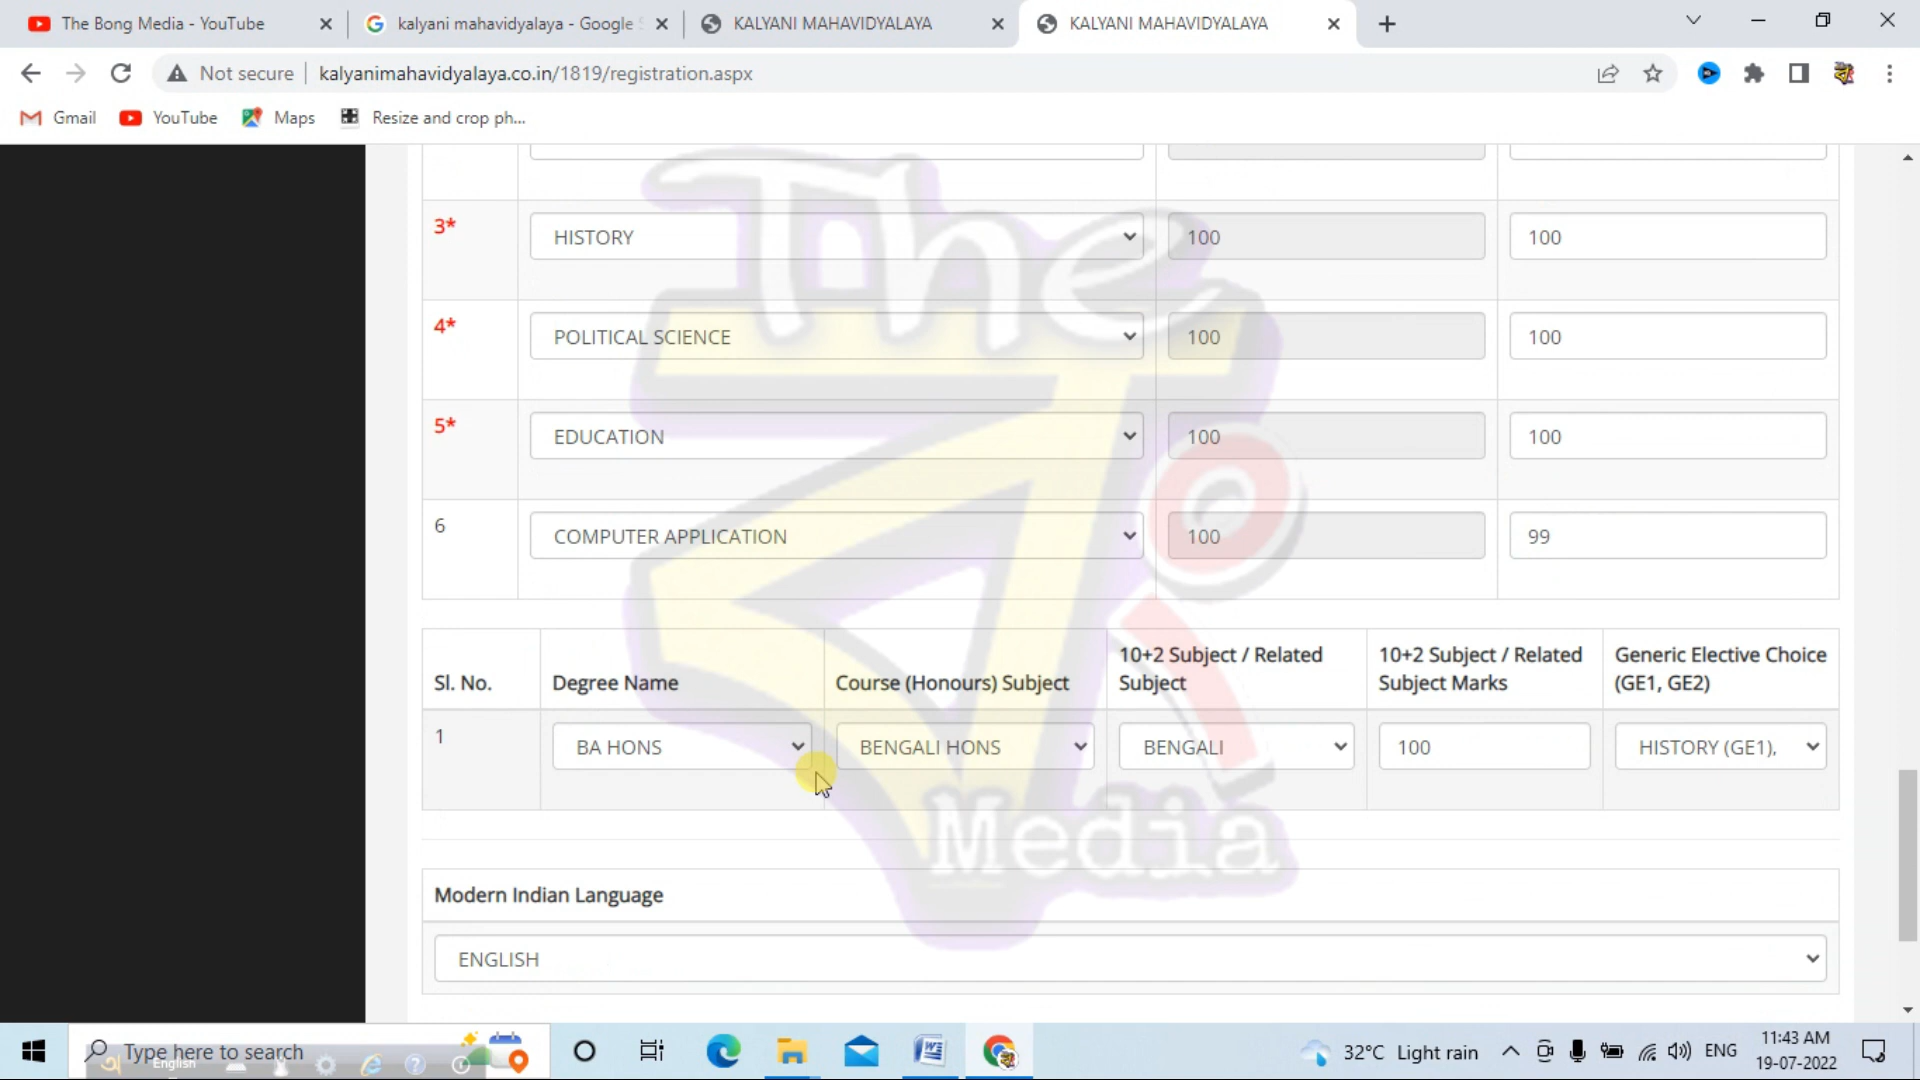 The Bong Media - YouTube
kalyani mahavidyalaya - Google S
KALYANI MAHAVIDYALAYA
KALYANI MAHAVIDYALAYA
Not secure
kalyanimahavidyalaya.co.in/1819/registration.aspx
Gmail
YouTube
Maps
Resize and crop ph...
3* HISTORY 100 100
4* POLITICAL SCIENCE 100 100
5* EDUCATION 100 100
6 COMPUTER APPLICATION 100 99
The
Media
Sl. No.
Degree Name
Course (Honours) Subject
10+2 Subject / Related
Subject
10+2 Subject / Related
Subject Marks
Generic Elective Choice
(GE1, GE2)
1 BA HONS BENGALI HONS BENGALI 100 HISTORY (GE1),
Modern Indian Language
ENGLISH
Type here to search
English
32°C Light rain
ENG
11:43 AM
19-07-2022